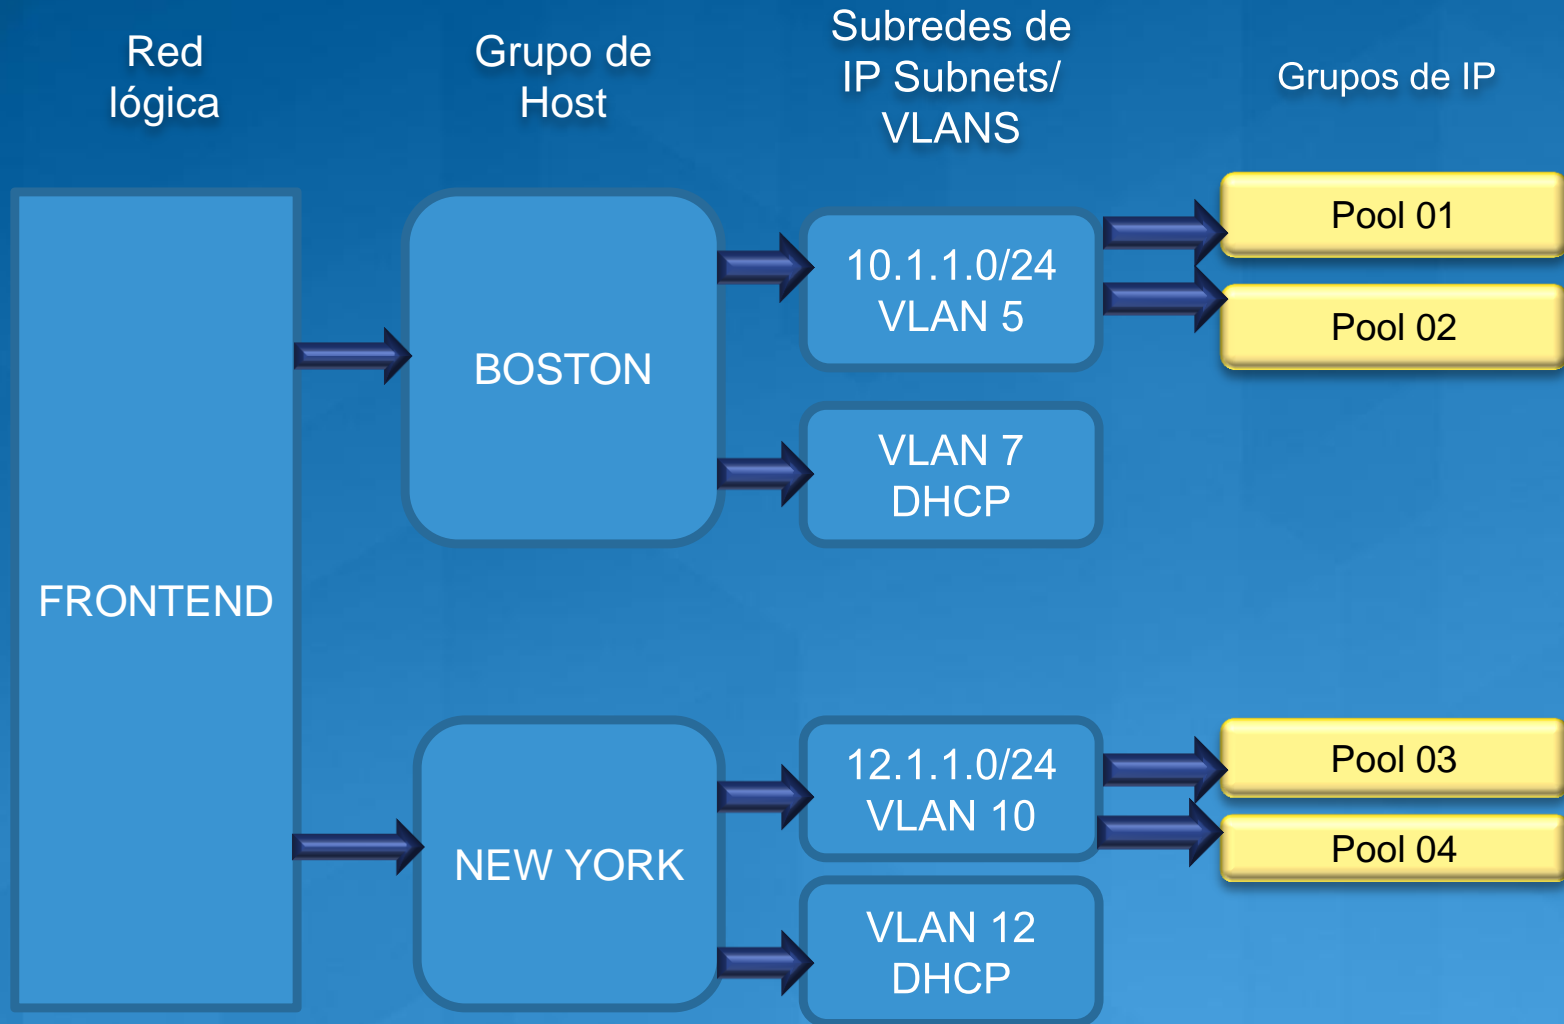 Red
lógica
Grupo de
Host
Subredes de
IP Subnets/
VLANS
Grupos de IP
FRONTEND
BOSTON
10.1.1.0/24
VLAN 5
Pool 01
Pool 02
VLAN 7
DHCP
NEW YORK
12.1.1.0/24
VLAN 10
Pool 03
Pool 04
VLAN 12
DHCP